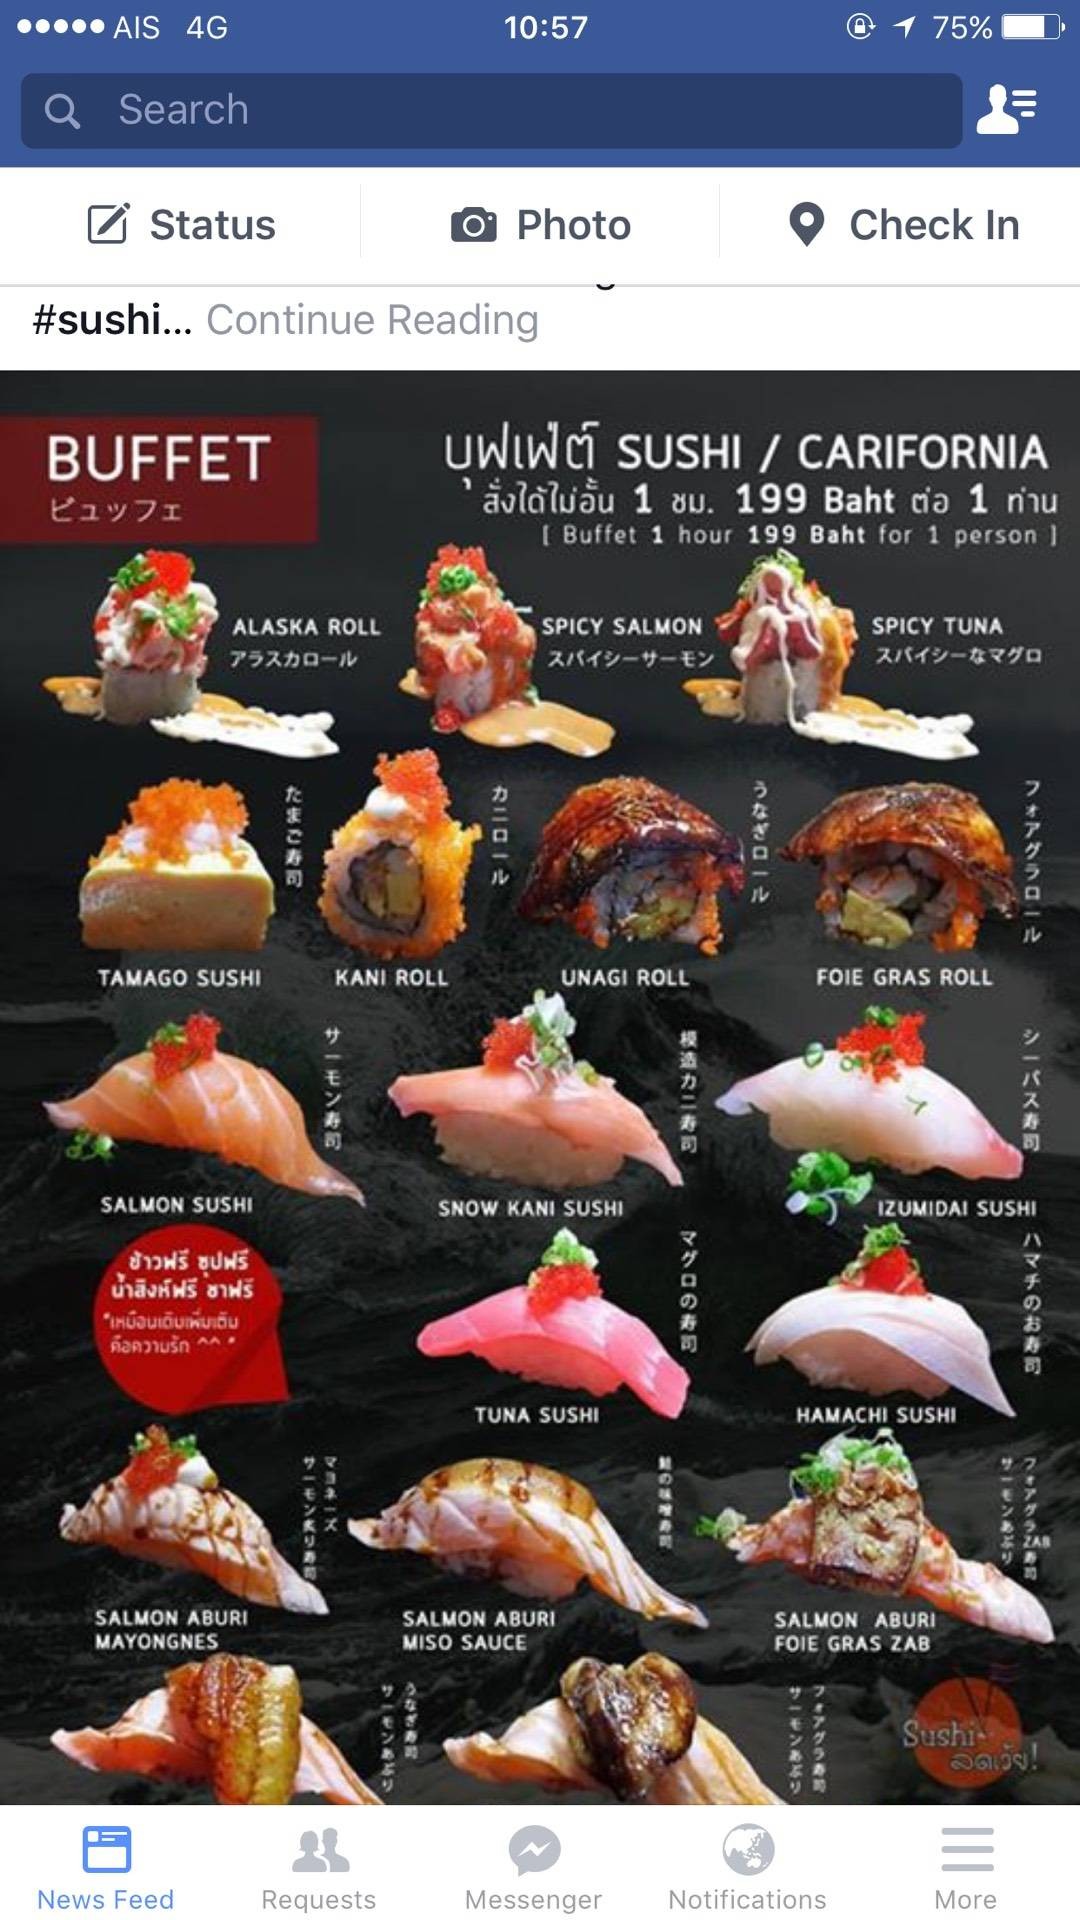 AIS 4G 10:57 75%
Search
Status Photo Check In
#sushi... Continue Reading
BUFFET
ビュッフェ
บุฟเฟ่ต์ SUSHI / CARIFORNIA
สั่งได้ไม่อั้น 1 ชม. 199 Baht ต่อ 1 ท่าน
[ Buffet 1 hour 199 Baht for 1 person ]
ALASKA ROLL
アラスカロール
SPICY SALMON
スパイシーサーモン
SPICY TUNA
スパイシーなマグロ
たまご寿司
TAMAGO SUSHI
カニロール
KANI ROLL
うなぎロール
UNAGI ROLL
フォアグラロール
FOIE GRAS ROLL
サーモン寿司
SALMON SUSHI
模造カニ寿司
SNOW KANI SUSHI
シーバス寿司
IZUMIDAI SUSHI
ข้าวฟรี ซุปฟรี
น้ำสิงห์ฟรี ชาฟรี
"เหมือนเดิมเพิ่มเติม
คือความรัก ^^ "
マグロの寿司
TUNA SUSHI
ハマチのお寿司
HAMACHI SUSHI
マヨネーズ
サーモン炙り寿司
SALMON ABURI
MAYONGNES
鮭の味噌寿司
SALMON ABURI
MISO SAUCE
フォアグラZAB寿司
サーモンあぶり
SALMON ABURI
FOIE GRAS ZAB
うなぎ寿司
サーモンあぶり
フォアグラ寿司
サーモンあぶり
Sushi
ลดเว้ย!
News Feed Requests Messenger Notifications More